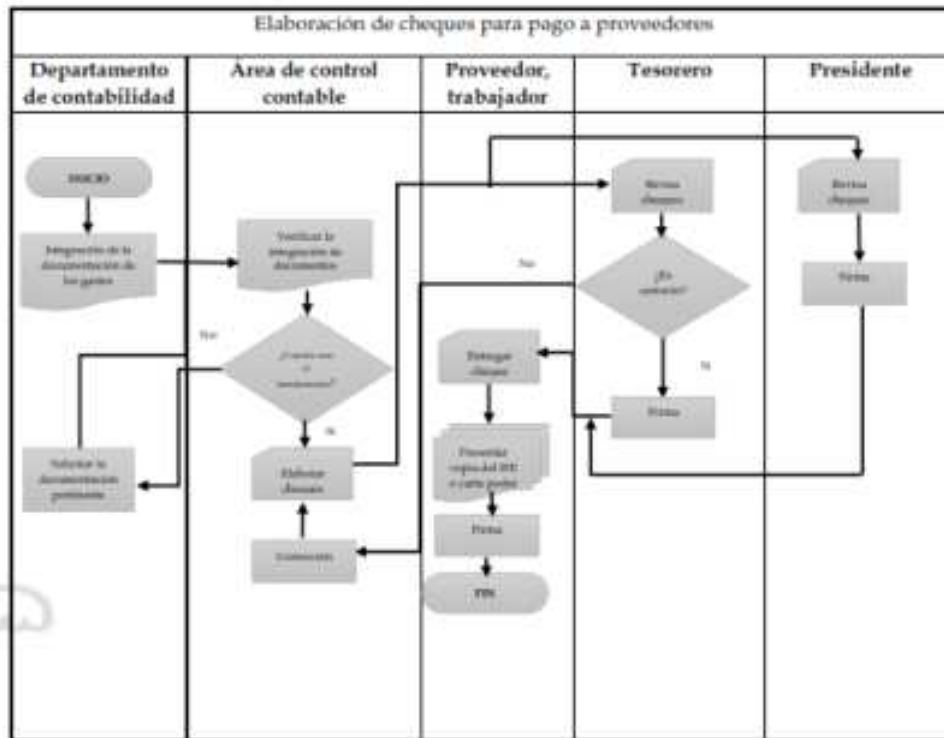 Elaboración de cheques para pago a proveedores
Departamento
de contabilidad
Área de control
contable
Proveedor,
trabajador
Tesorero
Presidente
INICIO
Integración de la
documentación de
los gastos
Verificar la
integración de
documentos
Revisa
cheques
Revisa
cheques
No
¿Es
correcto?
Firma
No
Entregar
cheque
Si
Firma
Si
Solicitar la
documentación
pertinente
Elaborar
cheques
Presentar
copia del IFE
o carta poder
Firma
Corrección
FIN